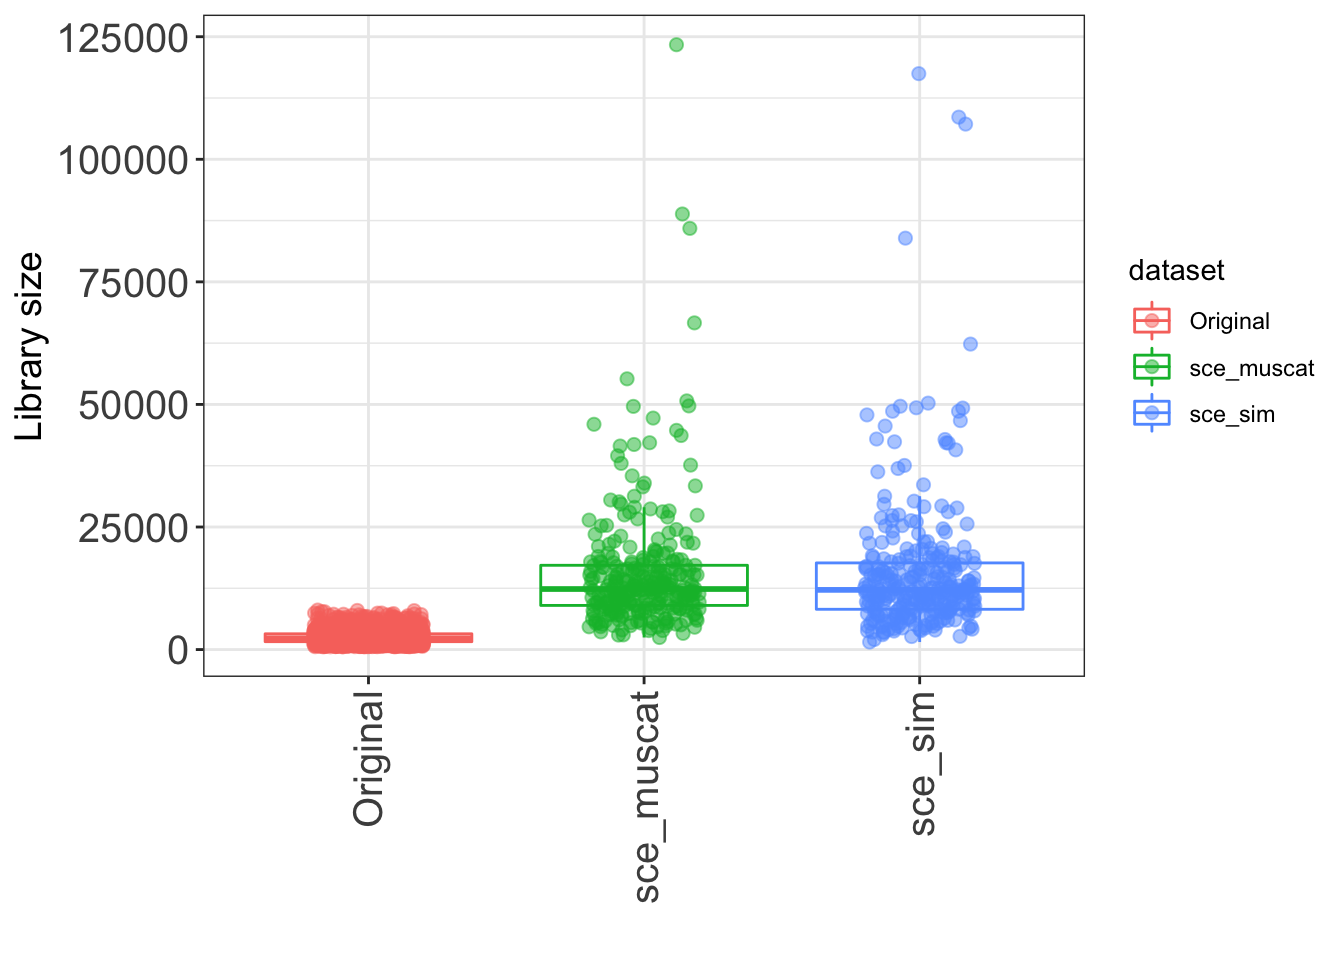 Library size
125000
100000
75000
50000
25000
0
Original
sce_muscat
sce_sim
dataset
Original
sce_muscat
sce_sim